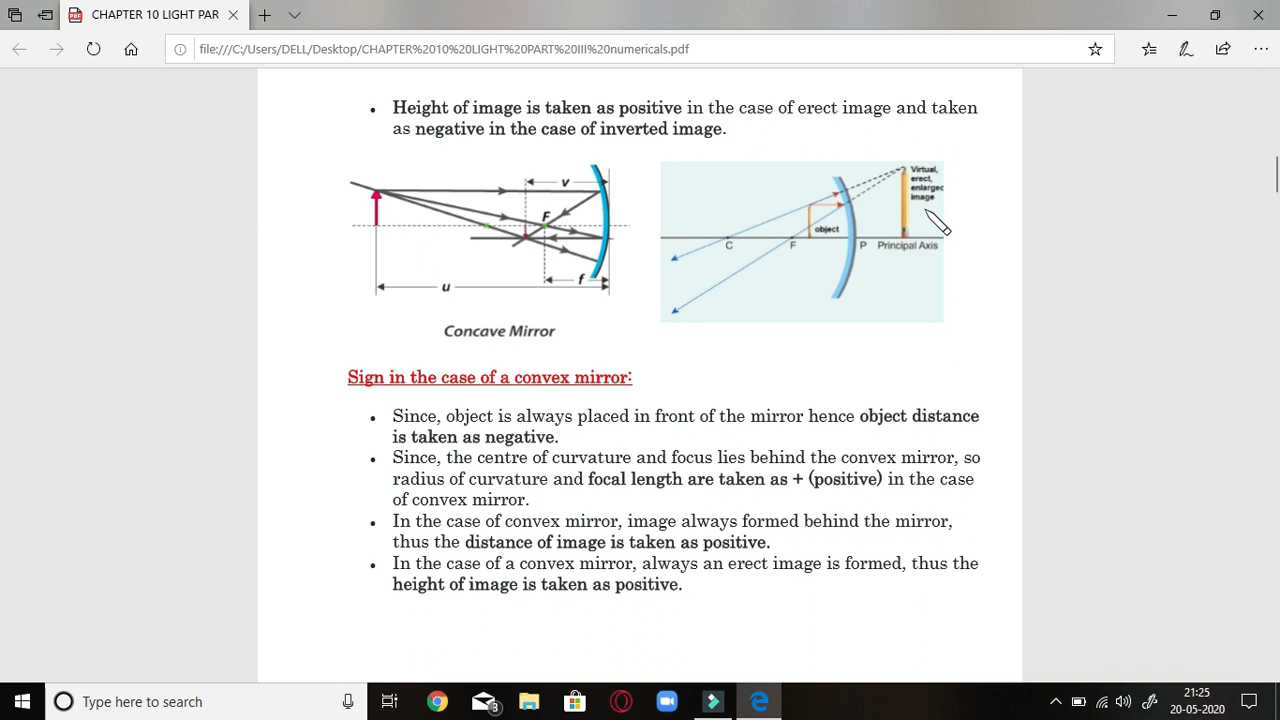 CHAPTER 10 LIGHT PAR
file:///C:/Users/DELL/Desktop/CHAPTER%2010%20LIGHT%20PART%20III%20numericals.pdf
• Height of image is taken as positive in the case of erect image and taken
as negative in the case of inverted image.
v
F
f
u
Concave Mirror
Virtual,
erect,
enlarged
image
object
C
F
P
Principal Axis
Sign in the case of a convex mirror:
• Since, object is always placed in front of the mirror hence object distance
is taken as negative.
• Since, the centre of curvature and focus lies behind the convex mirror, so
radius of curvature and focal length are taken as + (positive) in the case
of convex mirror.
• In the case of convex mirror, image always formed behind the mirror,
thus the distance of image is taken as positive.
• In the case of a convex mirror, always an erect image is formed, thus the
height of image is taken as positive.
Type here to search
3
21:25
20-05-2020